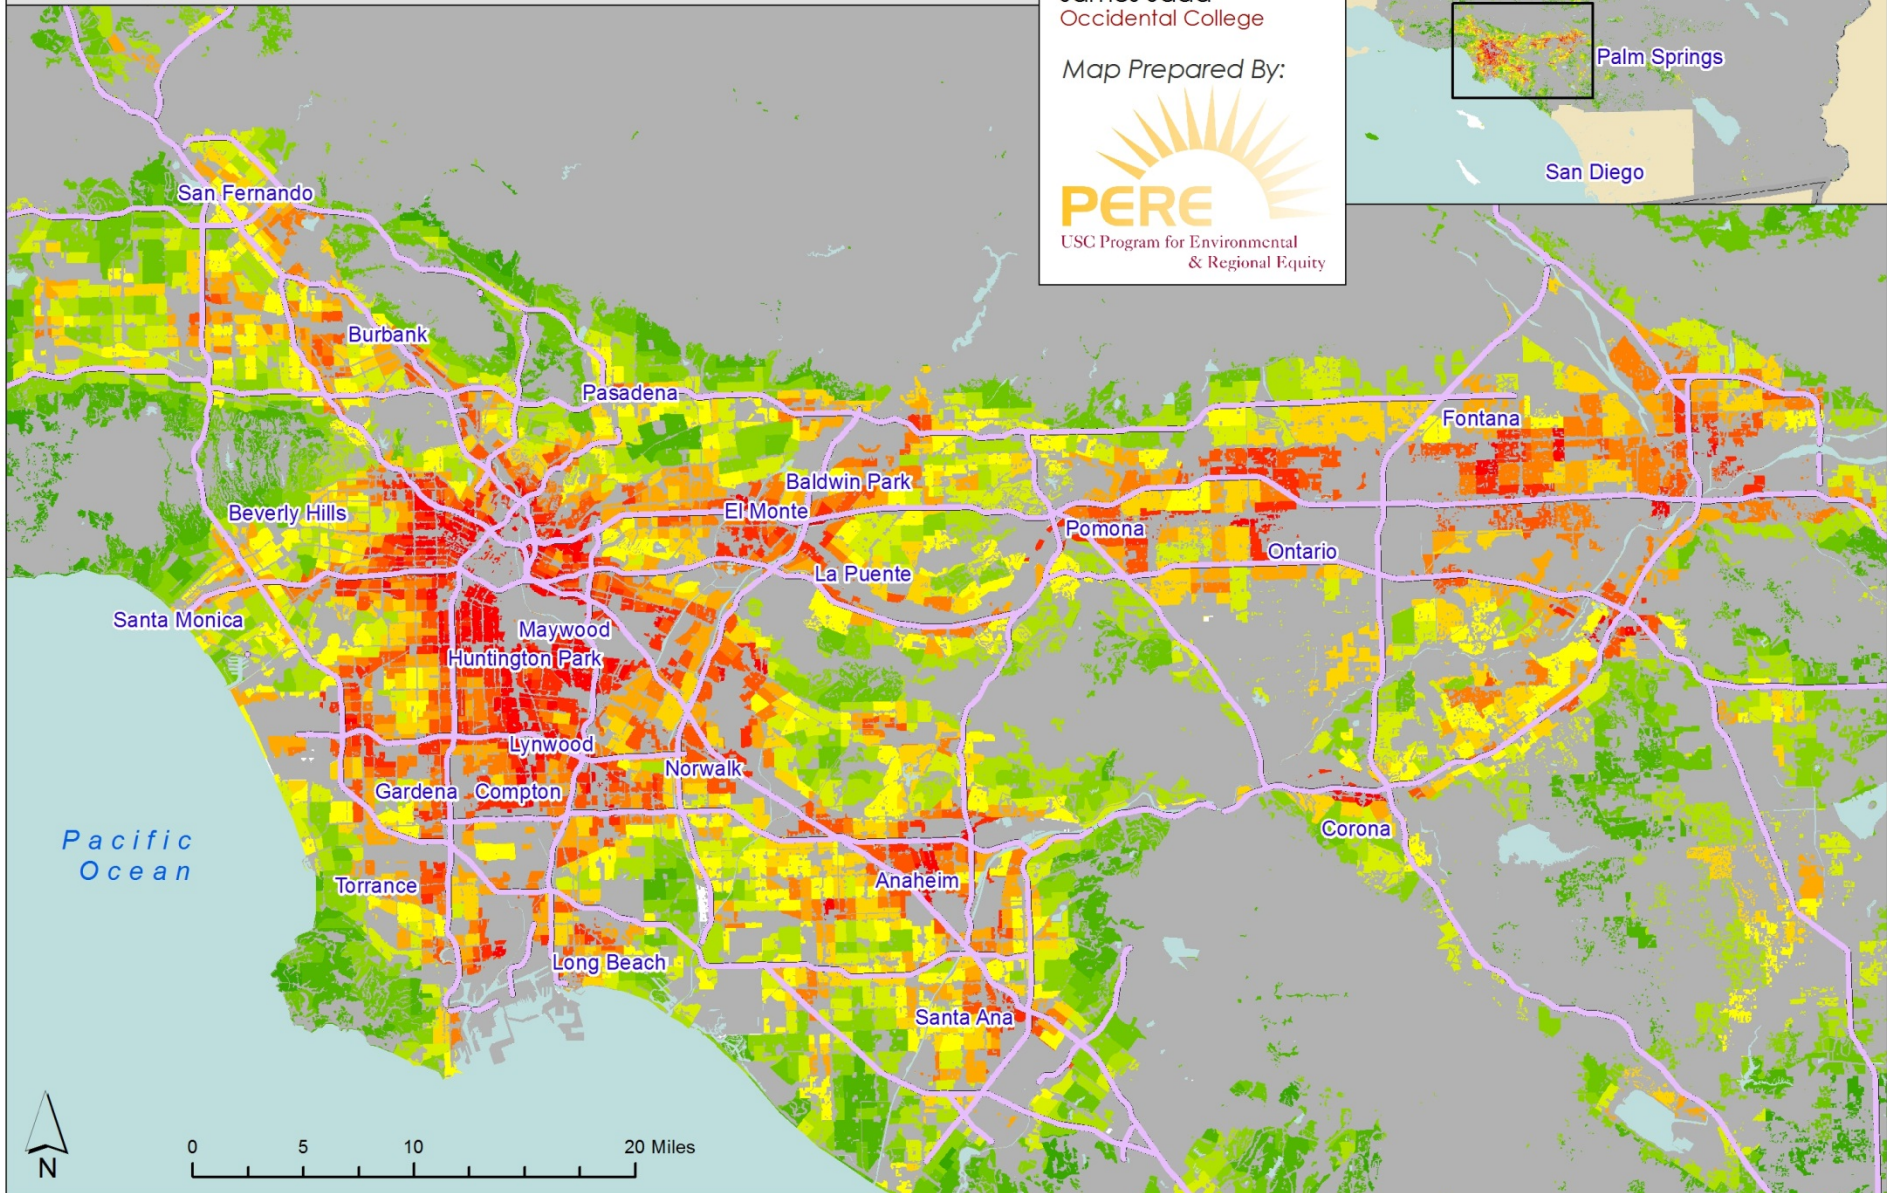 Occidental College
Map Prepared By:
PERE
USC Program for Environmental
& Regional Equity
Palm Springs
San Diego
San Fernando
Burbank
Pasadena
Fontana
Baldwin Park
El Monte
Beverly Hills
Pomona
Ontario
La Puente
Santa Monica
Maywood
Huntington Park
Lynwood
Norwalk
Gardena
Compton
Corona
Pacific
Ocean
Anaheim
Torrance
Long Beach
Santa Ana
0 5 10 20 Miles
N